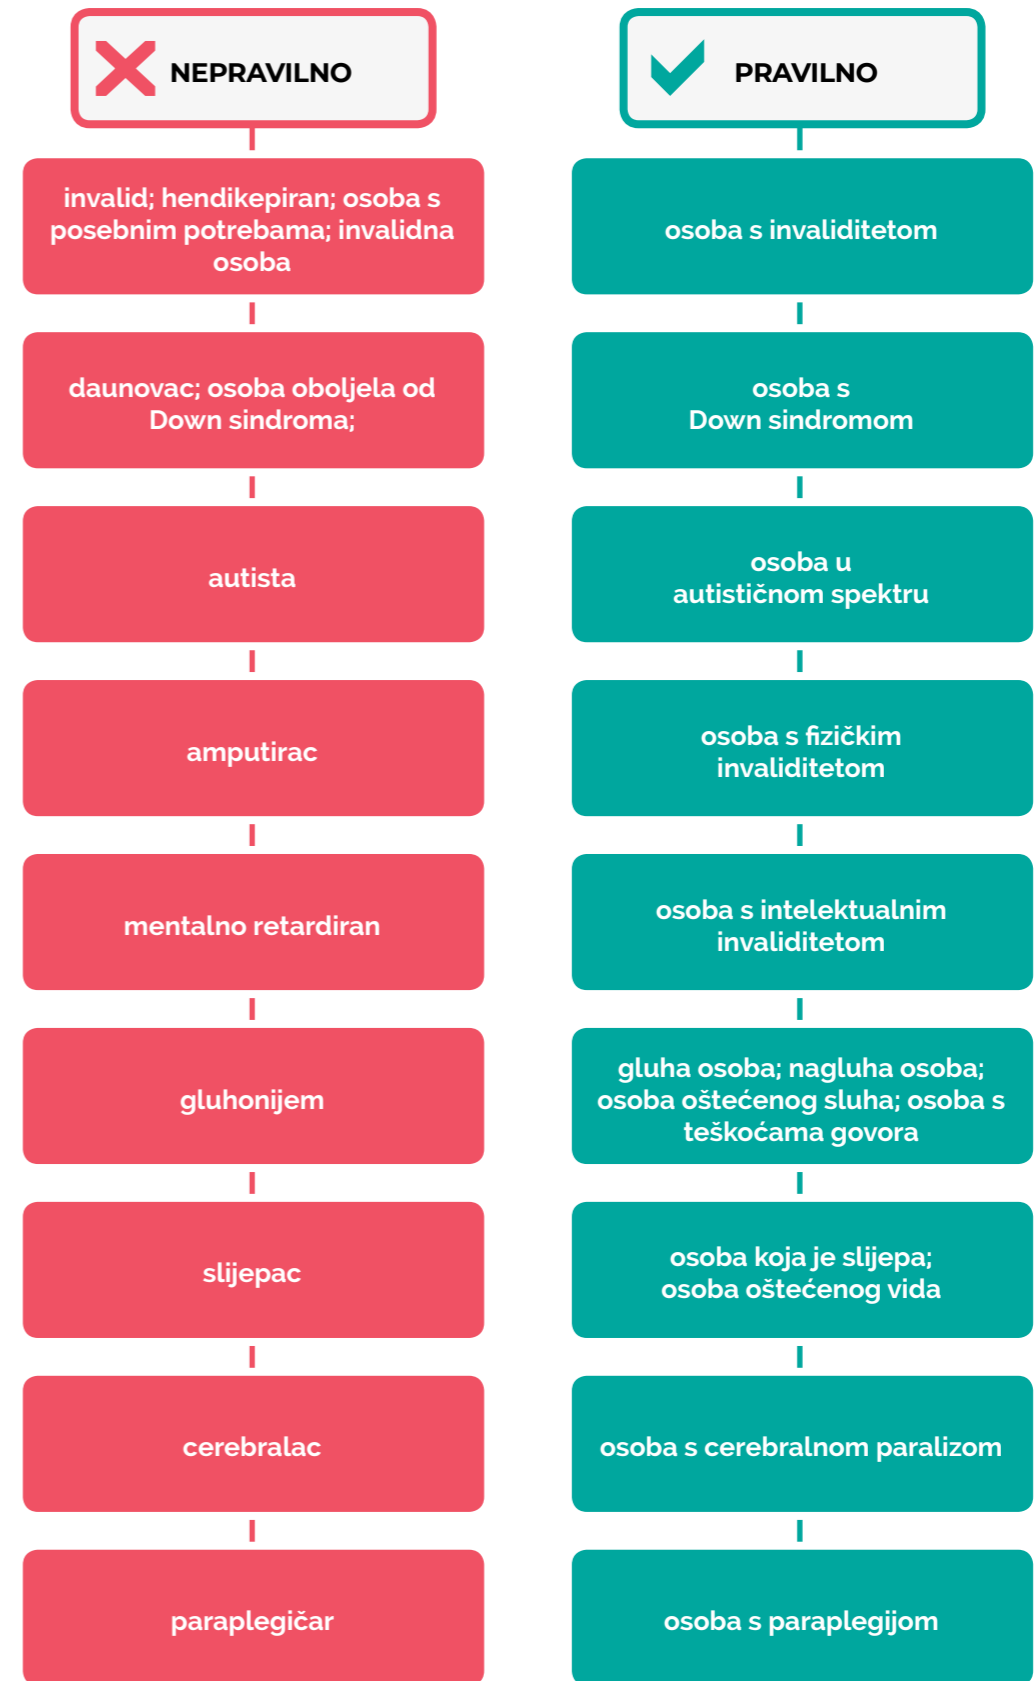 NEPRAVILNO
PRAVILNO
invalid; hendikepiran; osoba s
posebnim potrebama; invalidna
osoba
osoba s invaliditetom
daunovac; osoba oboljela od
Down sindroma;
osoba s
Down sindromom
autista
osoba u
autističnom spektru
amputirac
osoba s fizičkim
invaliditetom
mentalno retardiran
osoba s intelektualnim
invaliditetom
gluhonijem
gluha osoba; nagluha osoba;
osoba oštećenog sluha; osoba s
teškoćama govora
slijepac
osoba koja je slijepa;
osoba oštećenog vida
cerebralac
osoba s cerebralnom paralizom
paraplegičar
osoba s paraplegijom